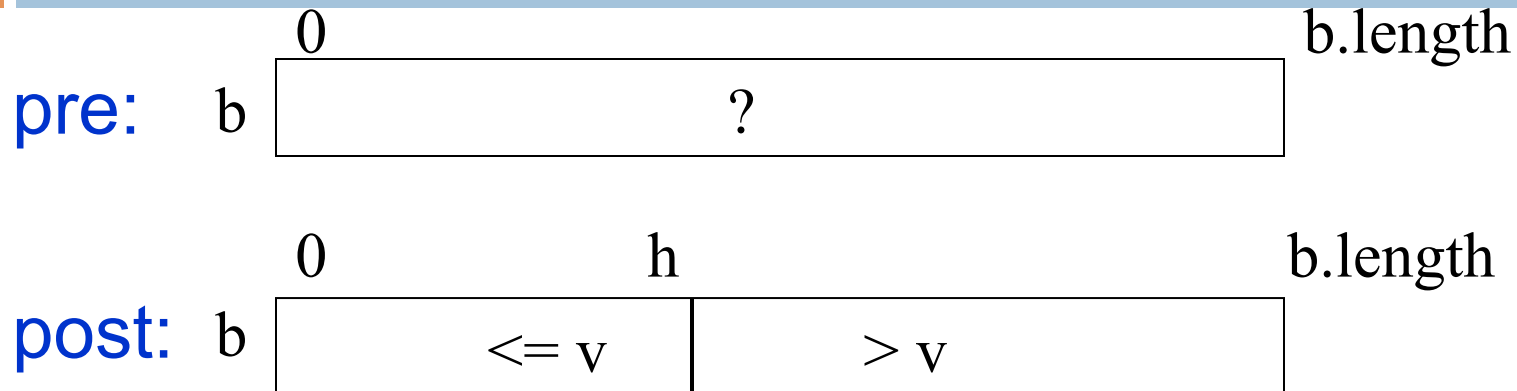 0 b.length
pre: b ?
0 h b.length
post: b <= v > v